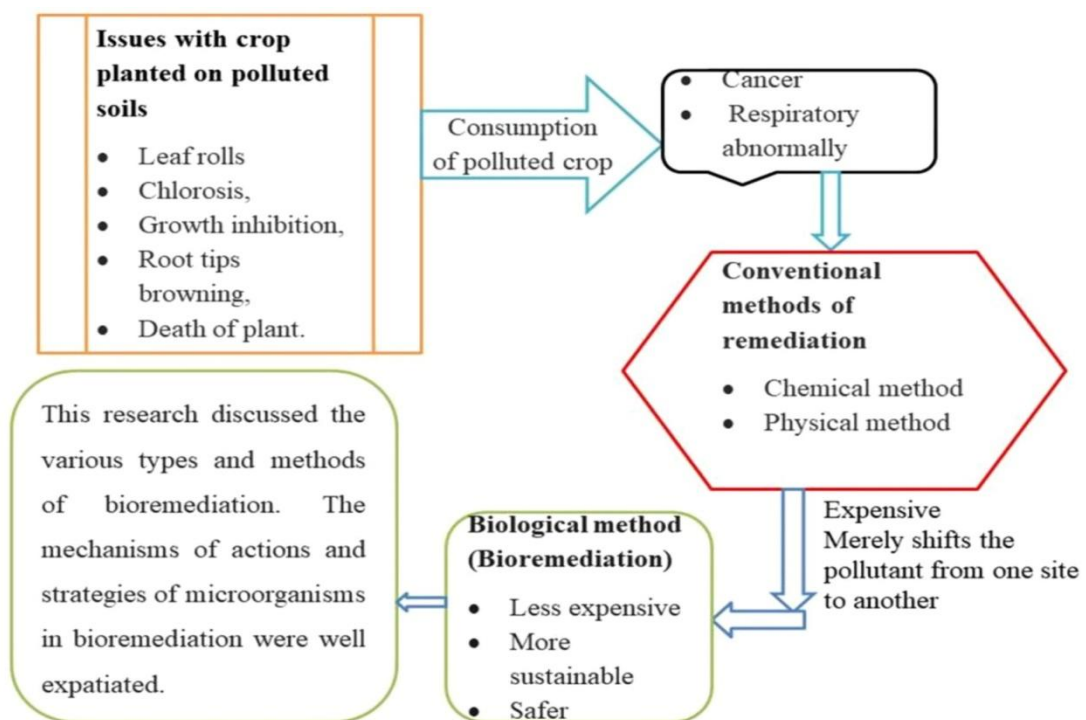 Issues with crop
planted on polluted
soils
• Leaf rolls
• Chlorosis,
• Growth inhibition,
• Root tips
browning,
• Death of plant.
Consumption
of polluted crop
• Cancer
• Respiratory
abnormally
Conventional
methods of
remediation
• Chemical method
• Physical method
Expensive
Merely shifts the
pollutant from one site
to another
Biological method
(Bioremediation)
• Less expensive
• More
sustainable
• Safer
This research discussed the
various types and methods
of bioremediation. The
mechanisms of actions and
strategies of microorganisms
in bioremediation were well
expatiated.